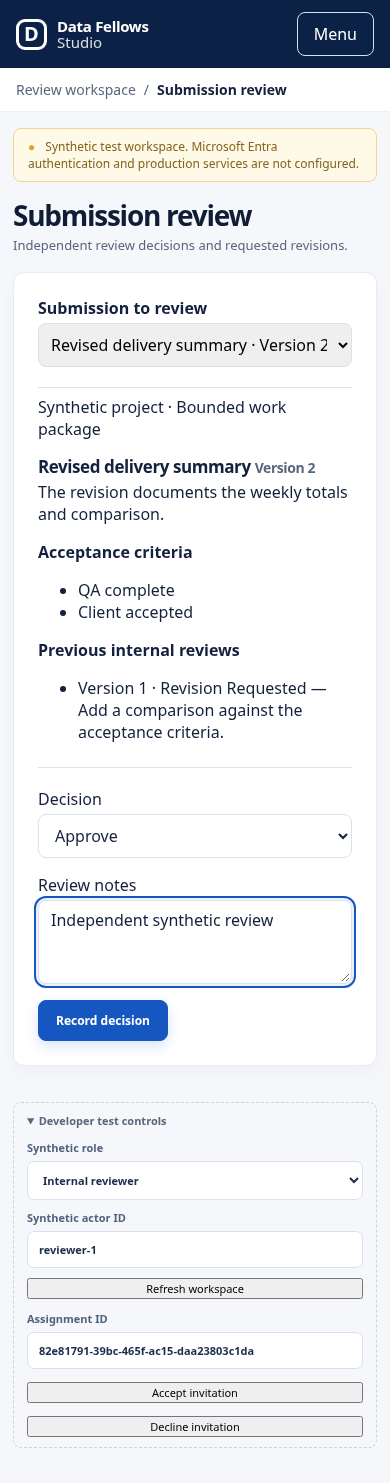 D
Data Fellows
Studio
Menu
Review workspace / Submission review
● Synthetic test workspace. Microsoft Entra
authentication and production services are not configured.
Submission review
Independent review decisions and requested revisions.
Submission to review
Revised delivery summary · Version 2
Synthetic project · Bounded work
package
Revised delivery summary Version 2
The revision documents the weekly totals
and comparison.
Acceptance criteria
• QA complete
• Client accepted
Previous internal reviews
• Version 1 · Revision Requested —
Add a comparison against the
acceptance criteria.
Decision
Approve
Review notes
Independent synthetic review
Record decision
▼ Developer test controls
Synthetic role
Internal reviewer
Synthetic actor ID
reviewer-1
Refresh workspace
Assignment ID
82e81791-39bc-465f-ac15-daa23803c1da
Accept invitation
Decline invitation